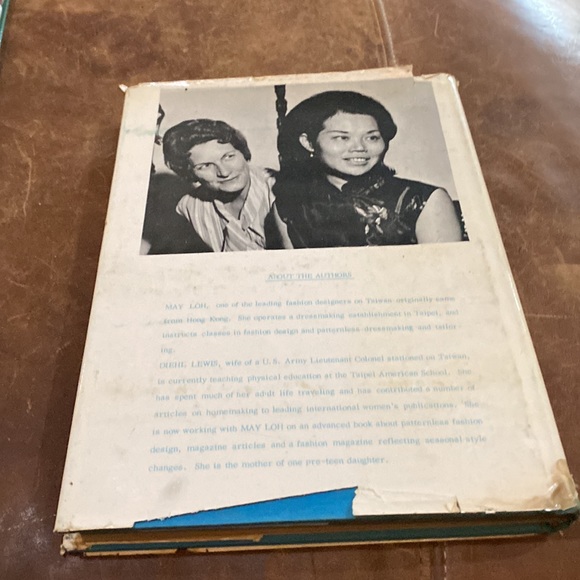 ABOUT THE AUTHORS
MAY LOH, one of the leading fashion designers on Taiwan originally came
from Hong Kong. She operates a dressmaking establishment in Taipei, and
instructs classes in fashion design and patternless dressmaking and tailor-
ing.
DIEHE LEWIS, wife of a U.S. Army Lieutenant Colonel stationed on Taiwan,
is currently teaching physical education at the Taipei American School. She
has spent much of her adult life traveling and has contributed a number of
articles on homemaking to leading international women's publications. She
is now working with MAY LOH on an advanced book about patternless fashion
design, magazine articles and a fashion magazine reflecting seasonal style
changes. She is the mother of one pre-teen daughter.